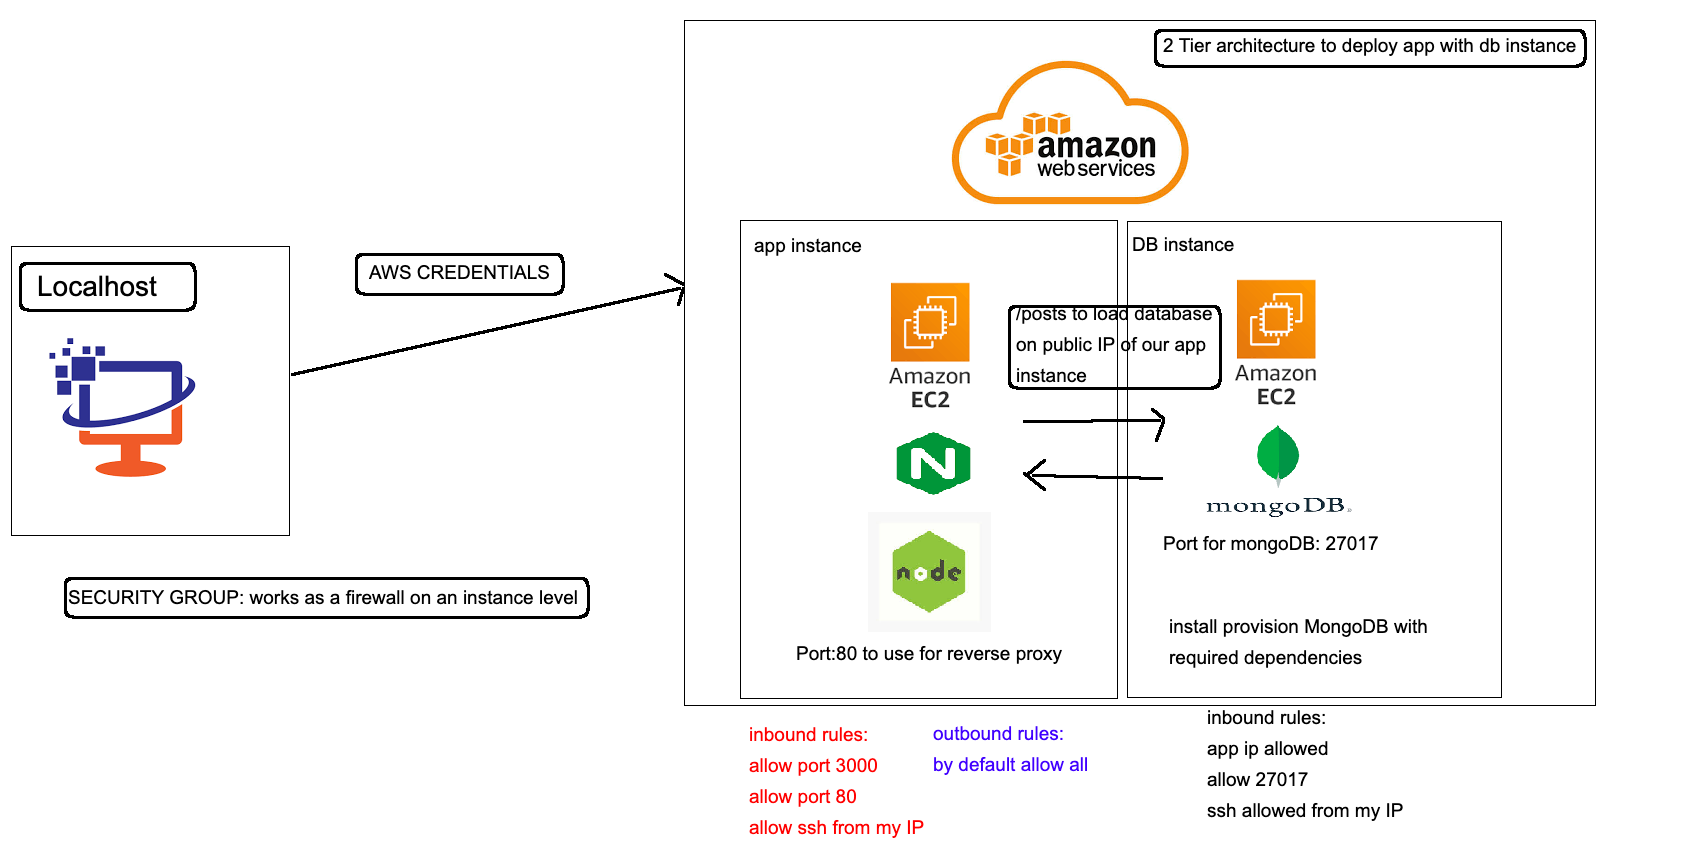 2 Tier architecture to deploy app with db instance
amazon
web services
app instance
DB instance
Localhost
AWS CREDENTIALS
/posts to load database
on public IP of our app
instance
Amazon
EC2
Amazon
EC2
N
node
mongoDB
Port for mongoDB: 27017
Port:80 to use for reverse proxy
install provision MongoDB with
required dependencies
SECURITY GROUP: works as a firewall on an instance level
inbound rules:
allow port 3000
allow port 80
allow ssh from my IP
outbound rules:
by default allow all
inbound rules:
app ip allowed
allow 27017
ssh allowed from my IP